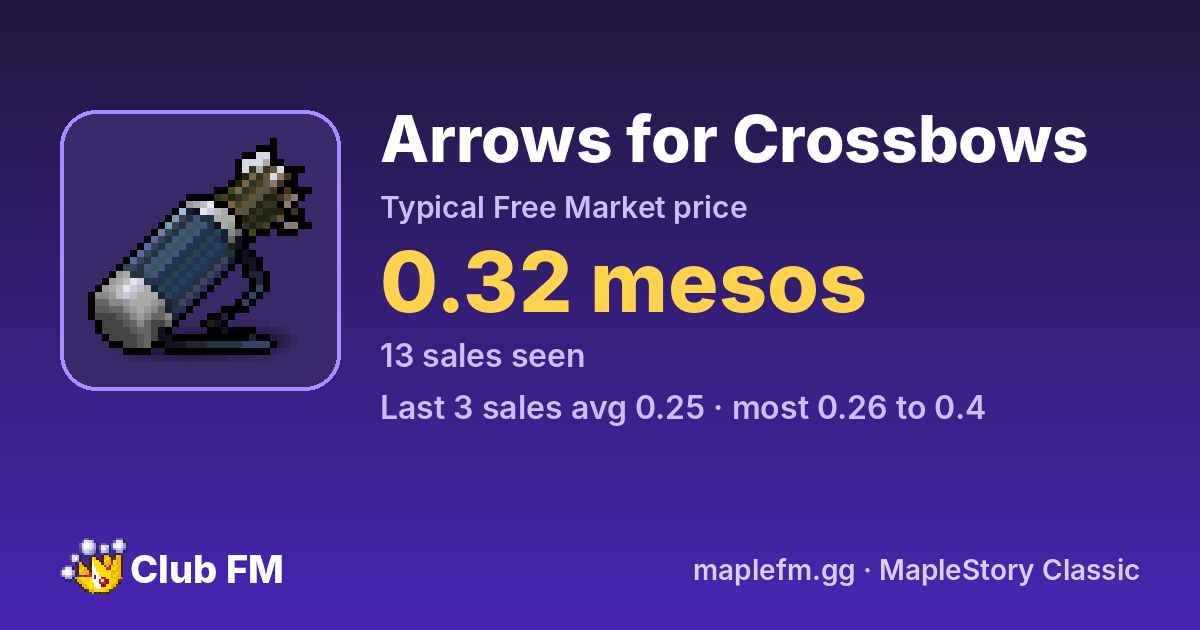 Arrows for Crossbows
Typical Free Market price
0.32 mesos
13 sales seen
Last 3 sales avg 0.25 · most 0.26 to 0.4
Club FM
maplefm.gg · MapleStory Classic